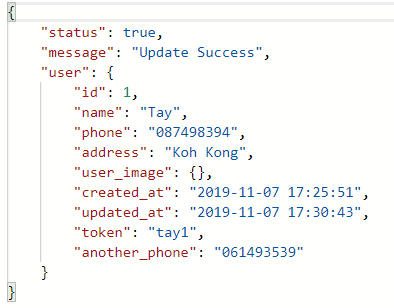 {
"status": true,
"message": "Update Success",
"user": {
"id": 1,
"name": "Tay",
"phone": "087498394",
"address": "Koh Kong",
"user_image": {},
"created_at": "2019-11-07 17:25:51",
"updated_at": "2019-11-07 17:30:43",
"token": "tay1",
"another_phone": "061493539"
}
}